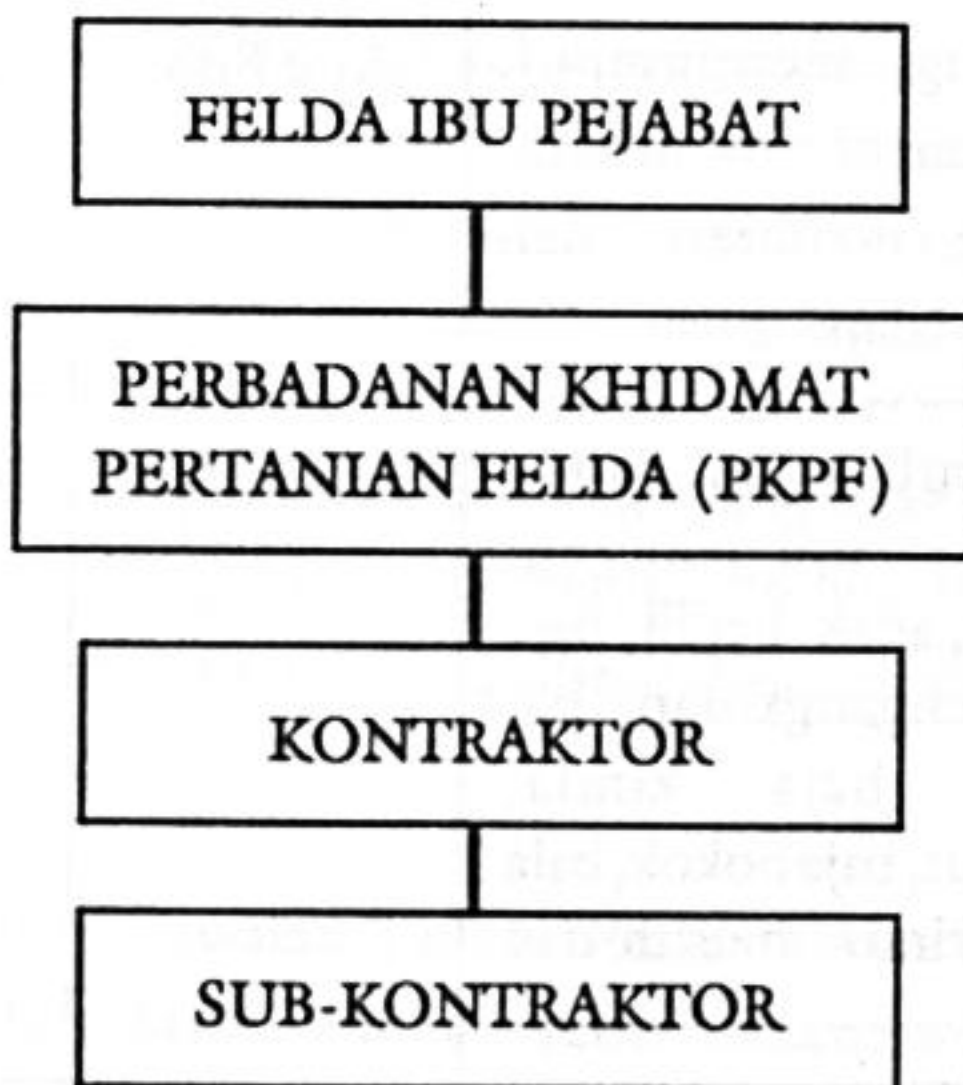 FELDA IBU PEJABAT
PERBADANAN KHIDMAT
PERTANIAN FELDA (PKPF)
KONTRAKTOR
SUB-KONTRAKTOR